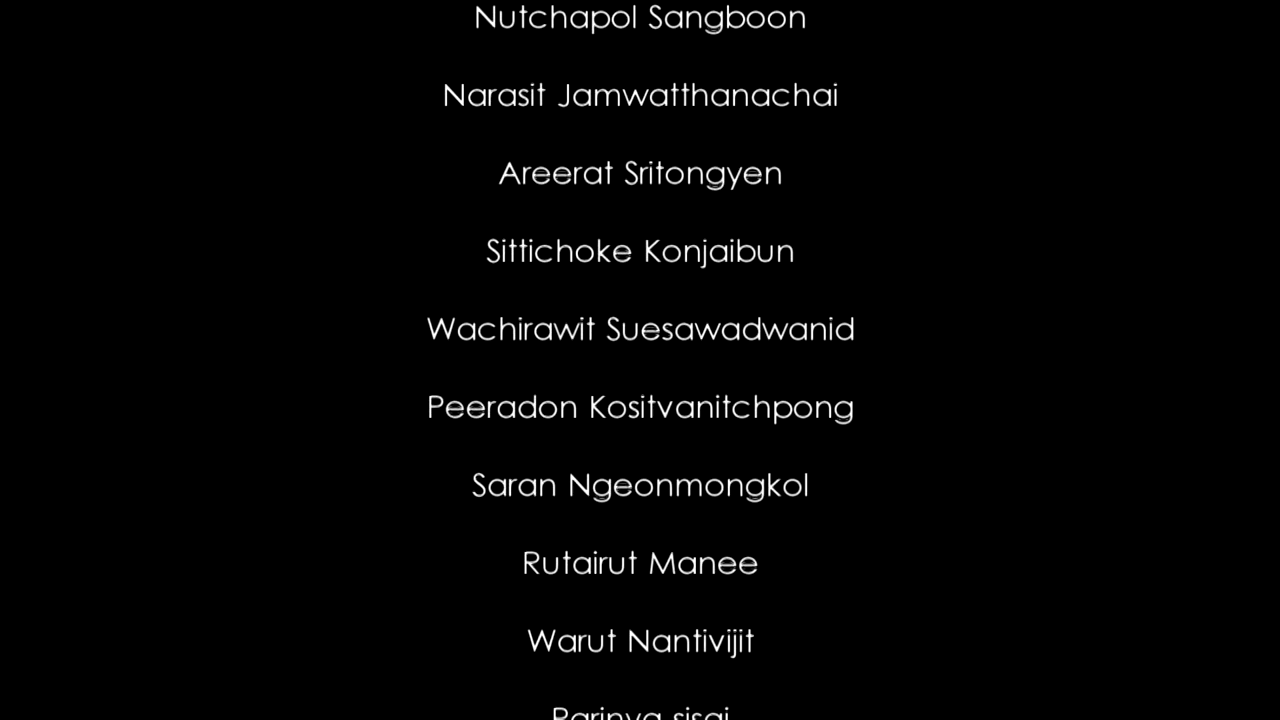 Nutchapol Sangboon
Narasit Jamwatthanachai
Areerat Sritongyen
Sittichoke Konjaibun
Wachirawit Suesawadwanid
Peeradon Kositvanitchpong
Saran Ngeonmongkol
Rutairut Manee
Warut Nantivijit